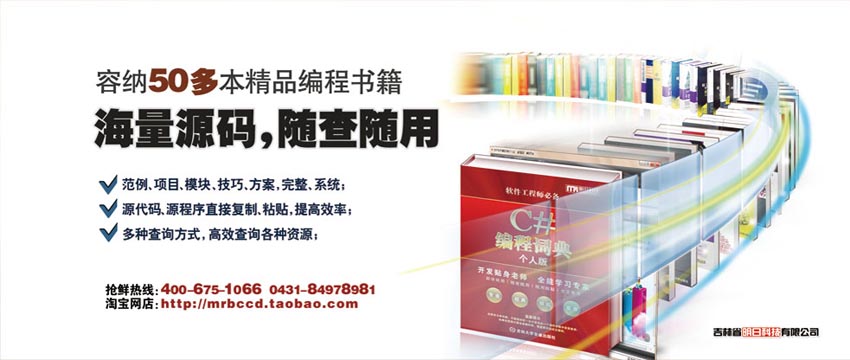 容纳50多本精品编程书籍
海量源码,随查随用
范例、项目、模块、技巧、方案,完整、系统;
源代码、源程序直接复制、粘贴,提高效率;
多种查询方式,高效查询各种资源;
抢鲜热线:400-675-1066 0431-84978981
淘宝网店:http://mrbccd.taobao.com
软件工程师必备
C#
编程词典
个人版
开发贴身老师 全能学习专家
吉林省明日科技有限公司